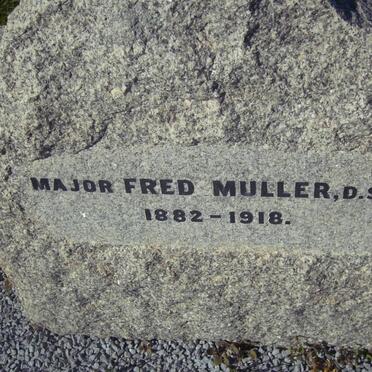 MAJOR FRED MULLER, D.S
1882 – 1918.